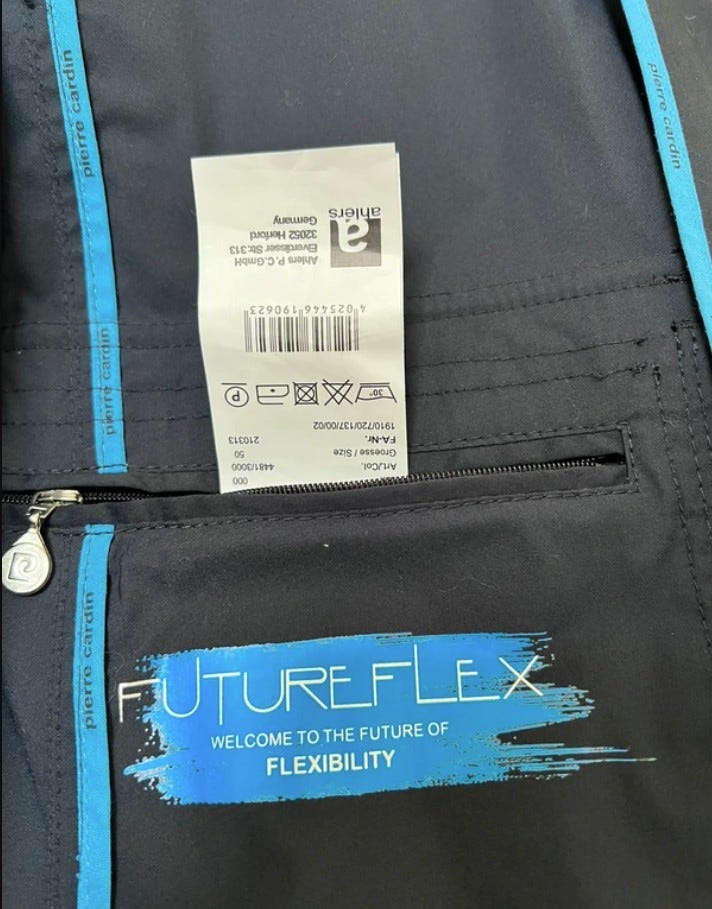 pierre cardin
pierre cardin
pierre cardin
Art./Col. 4481/3000 000
Groesse / Size 50
FA-Nr. 210313
1910/720/137/00/02
30° P
4 025446 190623
a
ahlers
Ahlers P.C.GmbH
Elverdisser Str.313
32052 Herford
Germany
pierre cardin
FUTUREFLEX
WELCOME TO THE FUTURE OF
FLEXIBILITY